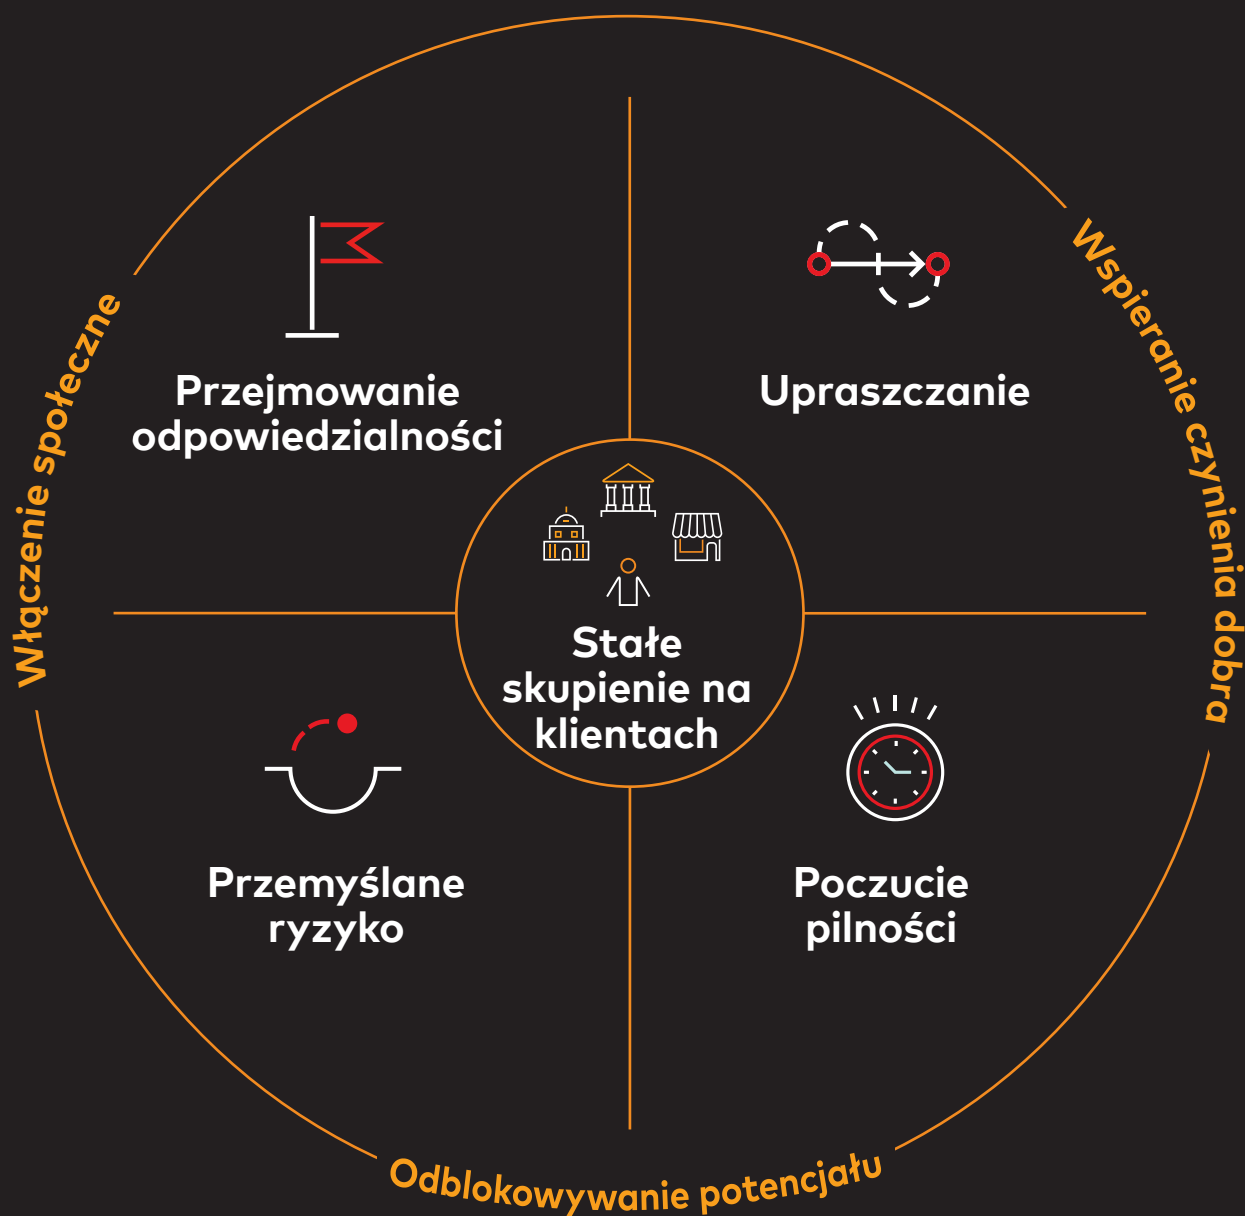 Włączenie społeczne
Wspieranie czynienia dobra
Przejmowanie
odpowiedzialności
Upraszczanie
Stałe
skupienie na
klientach
Przemyślane
ryzyko
Poczucie
pilności
Odblokowywanie potencjału